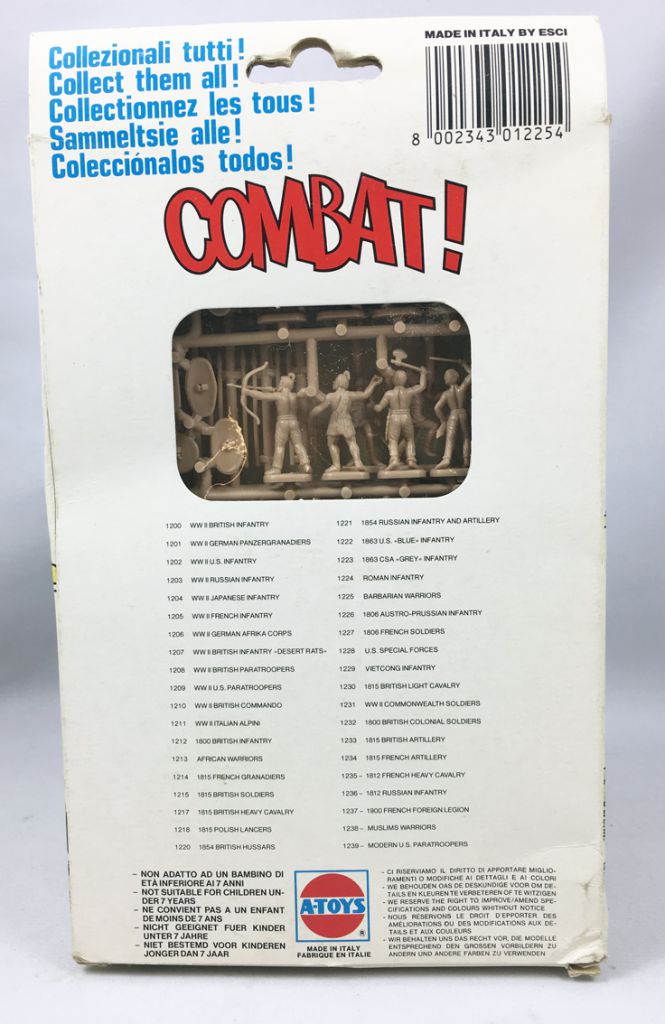 Collezionali tutti!
Collect them all!
Collectionnez les tous!
Sammeltsie alle!
Colecciónalos todos!
MADE IN ITALY BY ESCI
8 002343 012254
COMBAT!
1200 WW II BRITISH INFANTRY
1201 WW II GERMAN PANZERGRANADIERS
1202 WW II U.S. INFANTRY
1203 WW II RUSSIAN INFANTRY
1204 WW II JAPANESE INFANTRY
1205 WW II FRENCH INFANTRY
1206 WW II GERMAN AFRIKA CORPS
1207 WW II BRITISH INFANTRY «DESERT RATS»
1208 WW II BRITISH PARATROOPERS
1209 WW II U.S. PARATROOPERS
1210 WW II BRITISH COMMANDO
1211 WW II ITALIAN ALPINI
1212 1800 BRITISH INFANTRY
1213 AFRICAN WARRIORS
1214 1815 FRENCH GRANADIERS
1215 1815 BRITISH SOLDIERS
1217 1815 BRITISH HEAVY CAVALRY
1218 1815 POLISH LANCERS
1220 1854 BRITISH HUSSARS
1221 1854 RUSSIAN INFANTRY AND ARTILLERY
1222 1863 U.S. «BLUE» INFANTRY
1223 1863 CSA «GREY» INFANTRY
1224 ROMAN INFANTRY
1225 BARBARIAN WARRIORS
1226 1806 AUSTRO-PRUSSIAN INFANTRY
1227 1806 FRENCH SOLDIERS
1228 U.S. SPECIAL FORCES
1229 VIETCONG INFANTRY
1230 1815 BRITISH LIGHT CAVALRY
1231 WW II COMMONWEALTH SOLDIERS
1232 1800 BRITISH COLONIAL SOLDIERS
1233 1815 BRITISH ARTILLERY
1234 1815 FRENCH ARTILLERY
1235 – 1812 FRENCH HEAVY CAVALRY
1236 – 1812 RUSSIAN INFANTRY
1237 – 1900 FRENCH FOREIGN LEGION
1238 – MUSLIMS WARRIORS
1239 – MODERN U.S. PARATROOPERS
- NON ADATTO AD UN BAMBINO DI
ETÀ INFERIORE AI 7 ANNI
- NOT SUITABLE FOR CHILDREN UN-
DER 7 YEARS
- NE CONVIENT PAS A UN ENFANT
DE MOINS DE 7 ANS
- NICHT GEEIGNET FUER KINDER
UNTER 7 JAHRE
- NIET BESTEMD VOOR KINDEREN
JONGER DAN 7 JAAR
A-TOYS
®
MADE IN ITALY
FABRIQUE EN ITALIE
- CI RISERVIAMO IL DIRITTO DI APPORTARE MIGLIO-
RAMENTI O MODIFICHE AI DETTAGLI E AI COLORI
- WE BEHOUDEN OAS DE DESKUNDIGE VOOR OM DE-
TAILS EN KLEUREN TE VERBETEREN OF TE WITZIGEN
- WE RESERVE THE RIGHT TO IMPROVE/AMEND SPE-
CIFICATIONS AND COLOURS WHITHOUT NOTICE
- NOUS RESERVONS LE DROIT D'EPPORTER DES
AMÉLIORATIONS OU DES MODIFICATIONS AUX DE-
TAILS ET AUX COULEURS
- WIR BEHALTEN UNS DAS RECHT VOR, DIE MODELLE
ENTSPRECHEND DEN GROSSEN VORBILDERN ZU
ANDERN UND ANDERE FARBEN ZU VERWENDEN